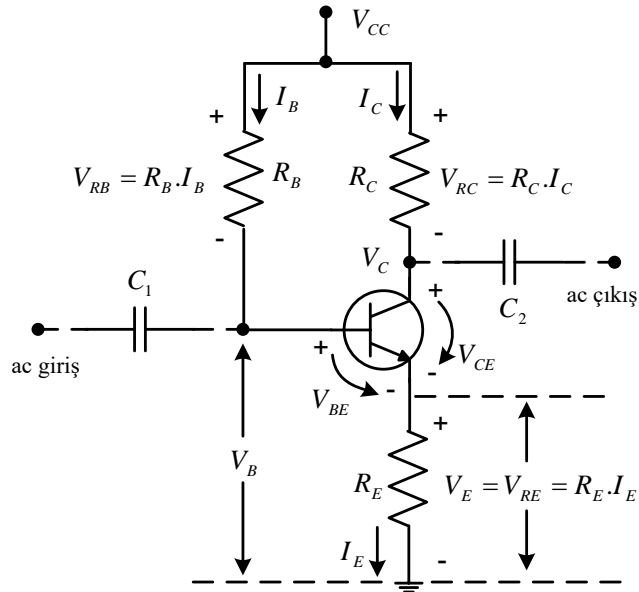 V_CC
I_B
I_C
+
+
V_RB = R_B.I_B
R_B
R_C
V_RC = R_C.I_C
-
-
V_C
C_1
C_2
ac çıkış
+
ac giriş
+
-
V_CE
-
V_BE
+
V_B
R_E
V_E = V_RE = R_E.I_E
I_E
-